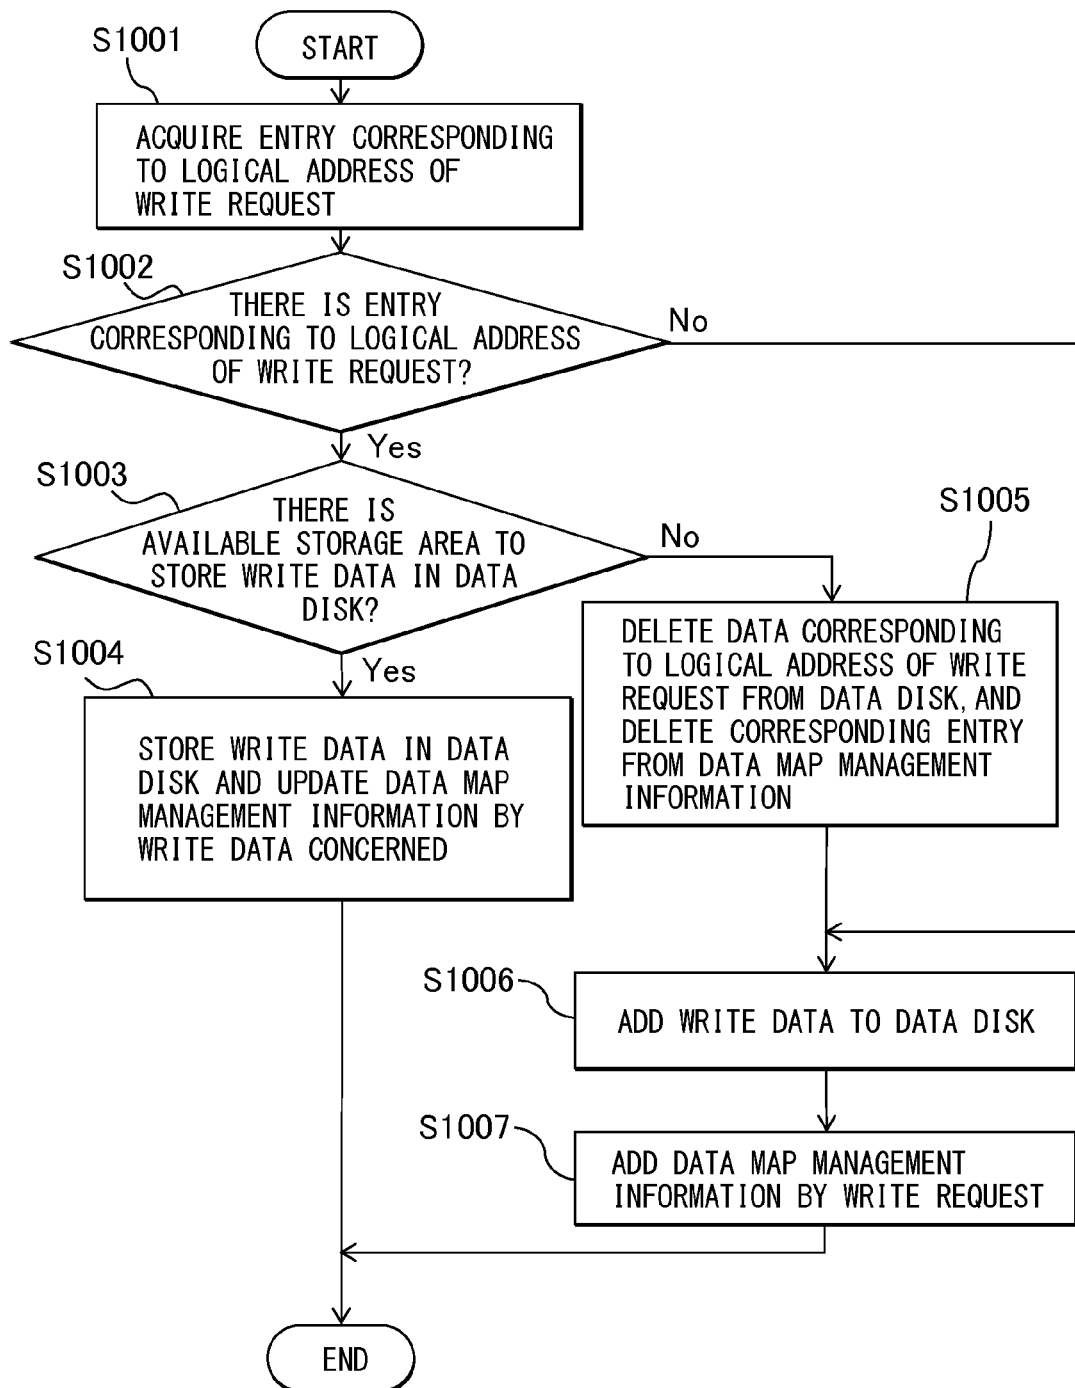 START
S1001
ACQUIRE ENTRY CORRESPONDING
TO LOGICAL ADDRESS OF
WRITE REQUEST
S1002
THERE IS ENTRY
CORRESPONDING TO LOGICAL ADDRESS
OF WRITE REQUEST?
No
Yes
S1003
THERE IS
AVAILABLE STORAGE AREA TO
STORE WRITE DATA IN DATA
DISK?
No
Yes
S1004
STORE WRITE DATA IN DATA
DISK AND UPDATE DATA MAP
MANAGEMENT INFORMATION BY
WRITE DATA CONCERNED
S1005
DELETE DATA CORRESPONDING
TO LOGICAL ADDRESS OF WRITE
REQUEST FROM DATA DISK, AND
DELETE CORRESPONDING ENTRY
FROM DATA MAP MANAGEMENT
INFORMATION
S1006
ADD WRITE DATA TO DATA DISK
S1007
ADD DATA MAP MANAGEMENT
INFORMATION BY WRITE REQUEST
END